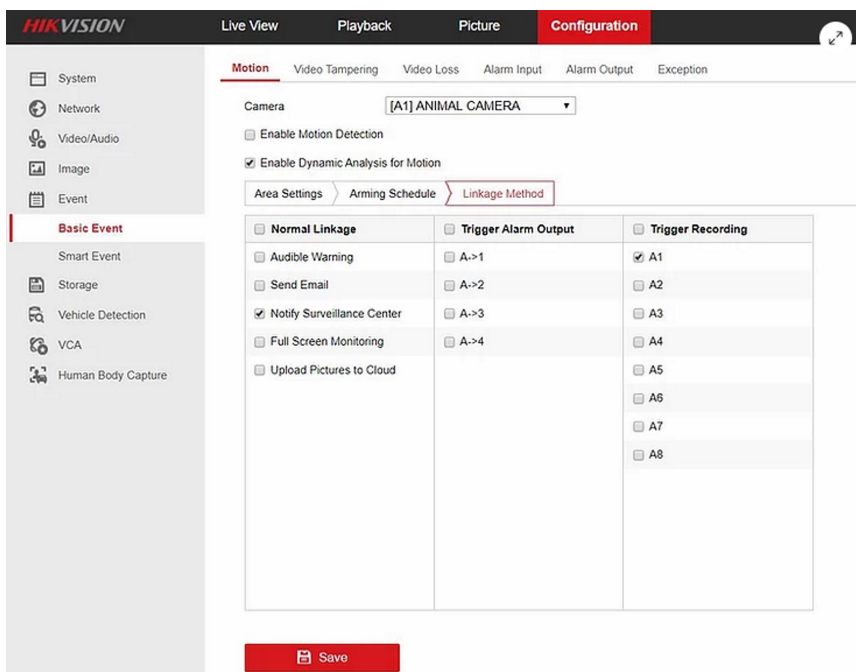 HIKVISION Live View Playback Picture Configuration
System
Network
Video/Audio
Image
Event
Basic Event
Smart Event
Storage
Vehicle Detection
VCA
Human Body Capture
Motion Video Tampering Video Loss Alarm Input Alarm Output Exception
Camera [A1] ANIMAL CAMERA
Enable Motion Detection
Enable Dynamic Analysis for Motion
Area Settings Arming Schedule Linkage Method
Normal Linkage Trigger Alarm Output Trigger Recording
Audible Warning A->1 A1
Send Email A->2 A2
Notify Surveillance Center A->3 A3
Full Screen Monitoring A->4 A4
Upload Pictures to Cloud A5
A6
A7
A8
Save